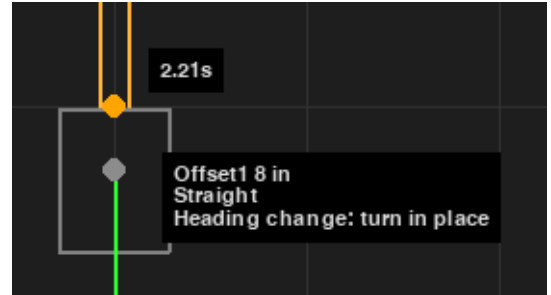 2.21s
Offset1 8 in
Straight
Heading change: turn in place